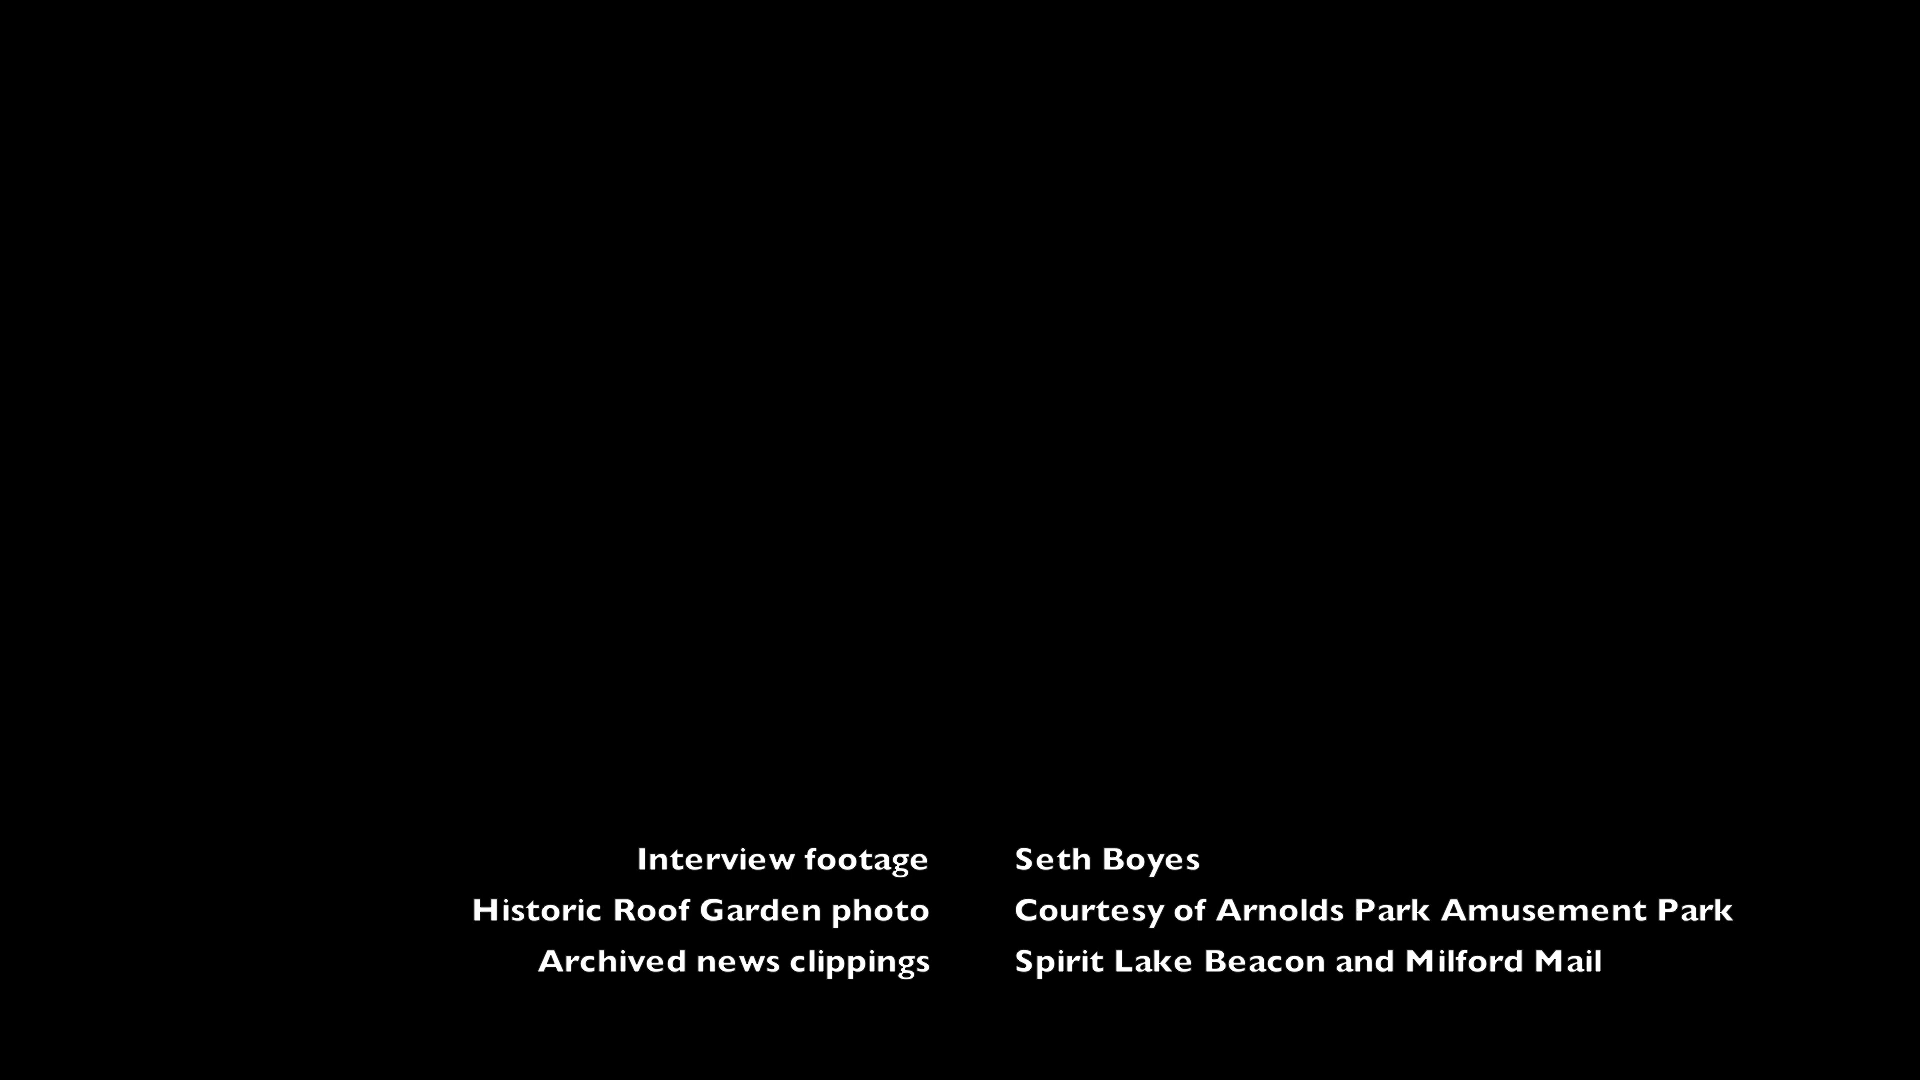 Interview footage Seth Boyes
Historic Roof Garden photo Courtesy of Arnolds Park Amusement Park
Archived news clippings Spirit Lake Beacon and Milford Mail